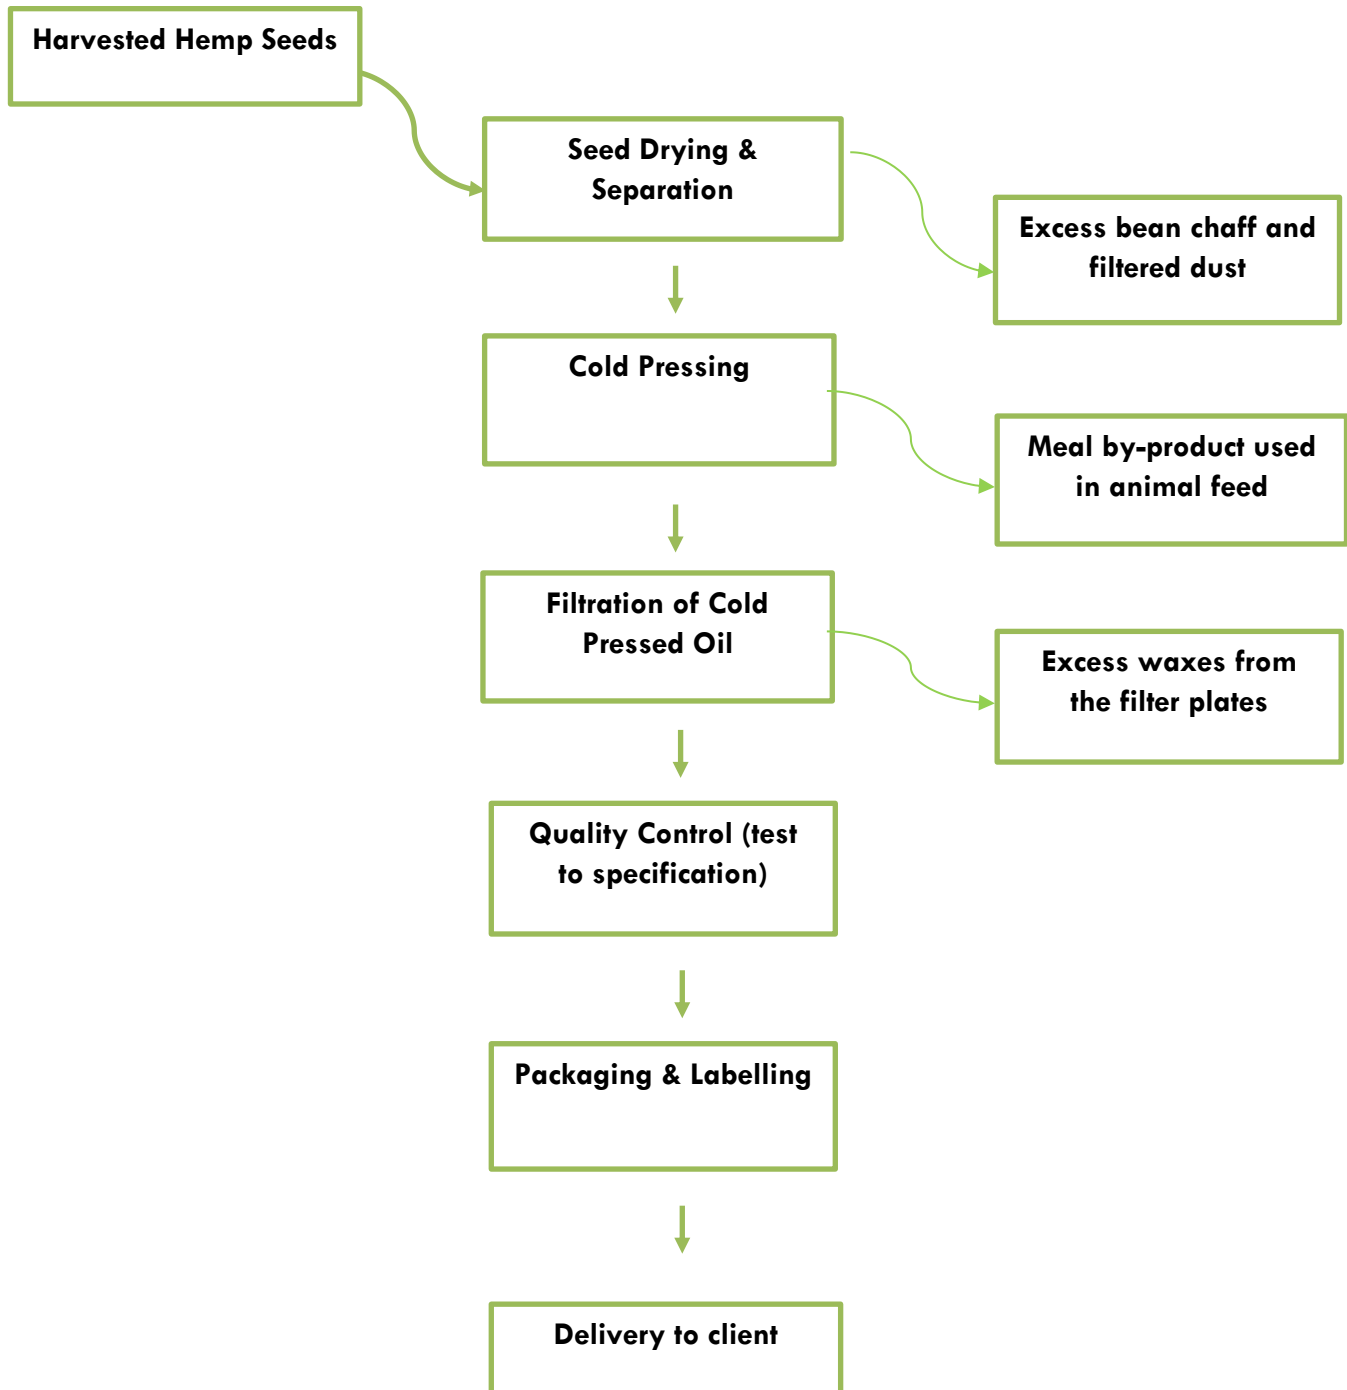 Harvested Hemp Seeds
Seed Drying &
Separation
Excess bean chaff and
filtered dust
Cold Pressing
Meal by-product used
in animal feed
Filtration of Cold
Pressed Oil
Excess waxes from
the filter plates
Quality Control (test
to specification)
Packaging & Labelling
Delivery to client